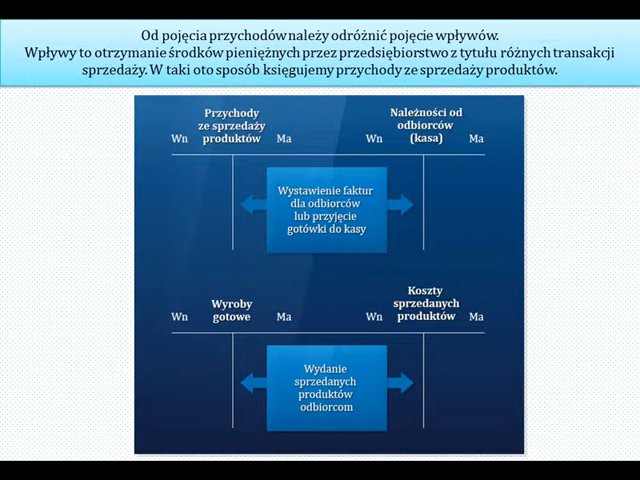 Od pojęcia przychodów należy odróżnić pojęcie wpływów.
Wpływy to otrzymanie środków pieniężnych przez przedsiębiorstwo z tytułu różnych transakcji
sprzedaży. W taki oto sposób księgujemy przychody ze sprzedaży produktów.
Przychody
ze sprzedaży
Wn produktów Ma
Należności od
odbiorców
Wn (kasa) Ma
Wystawienie faktur
dla odbiorców
lub przyjęcie
gotówki do kasy
Wyroby
Wn gotowe Ma
Koszty
sprzedanych
Wn produktów Ma
Wydanie
sprzedanych
produktów
odbiorcom